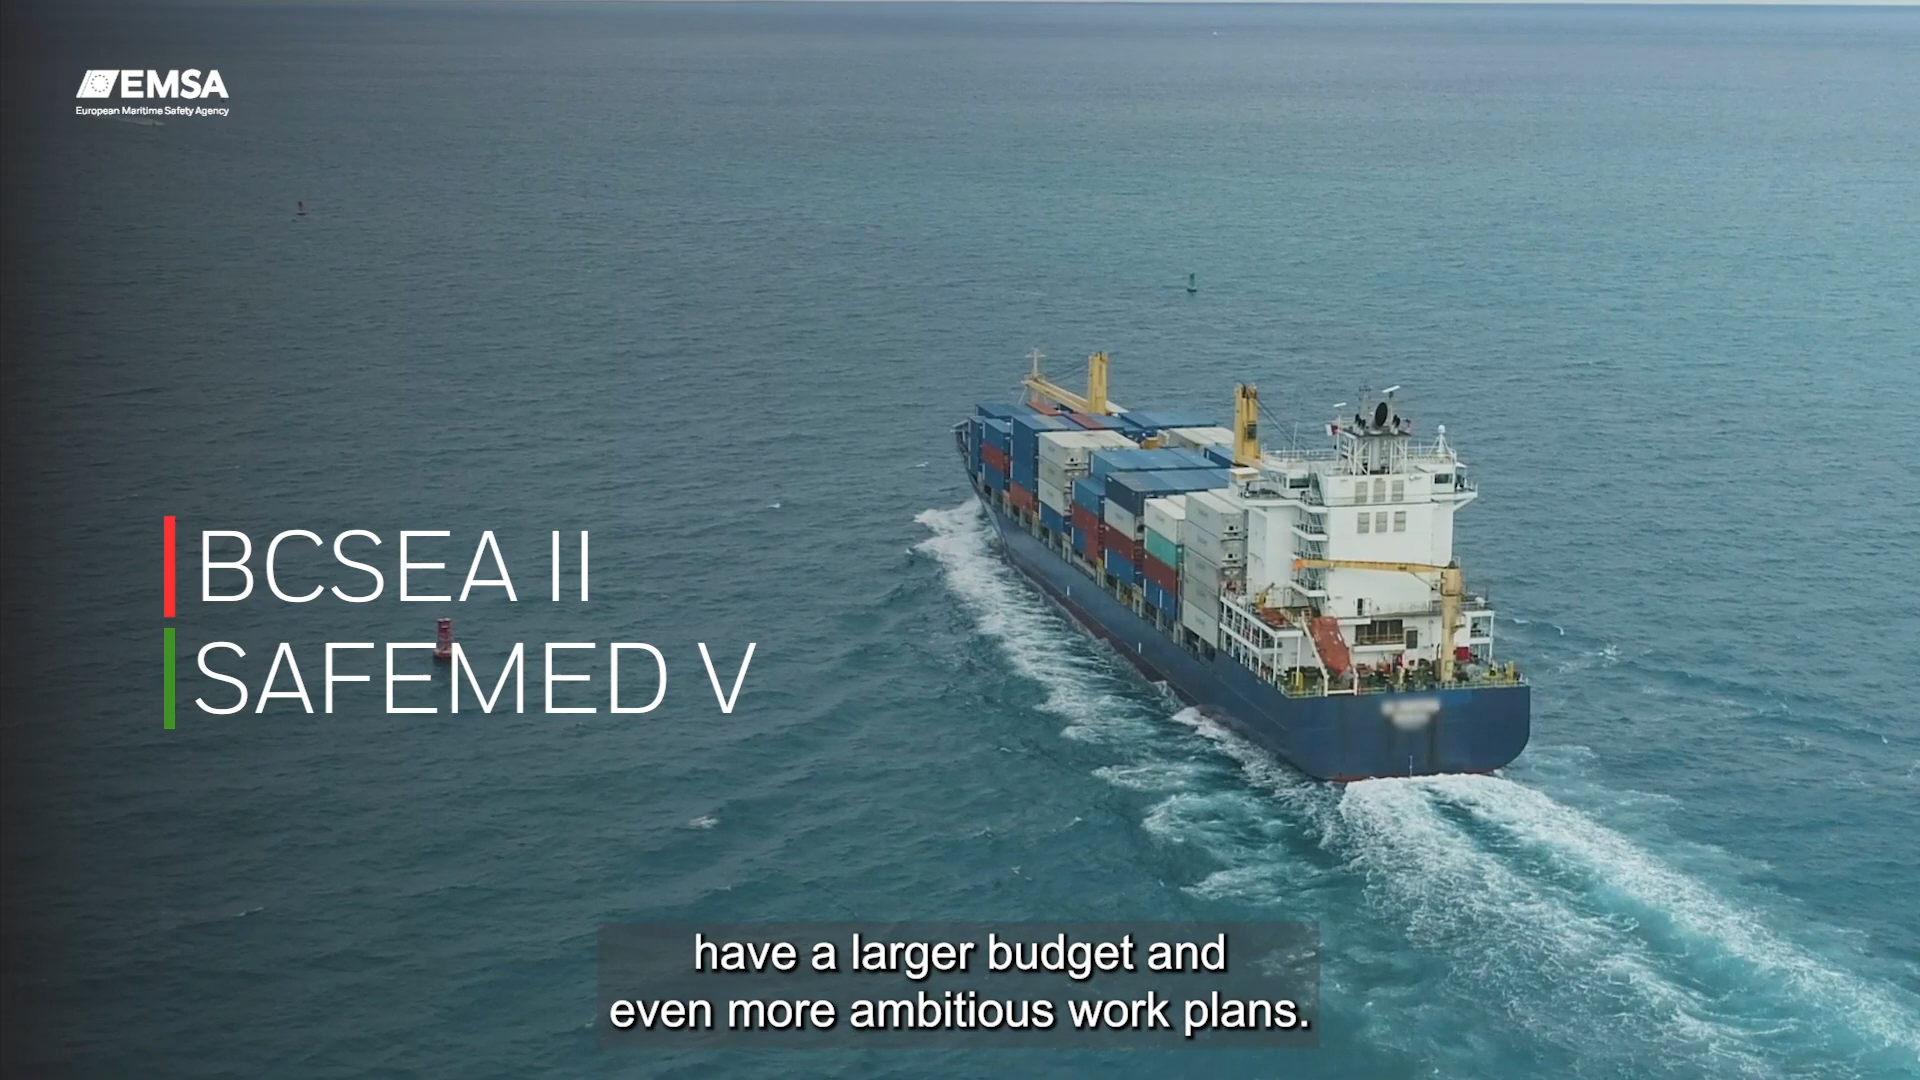 EMSA
European Maritime Safety Agency
BCSEA II
SAFEMED V
have a larger budget and
even more ambitious work plans.